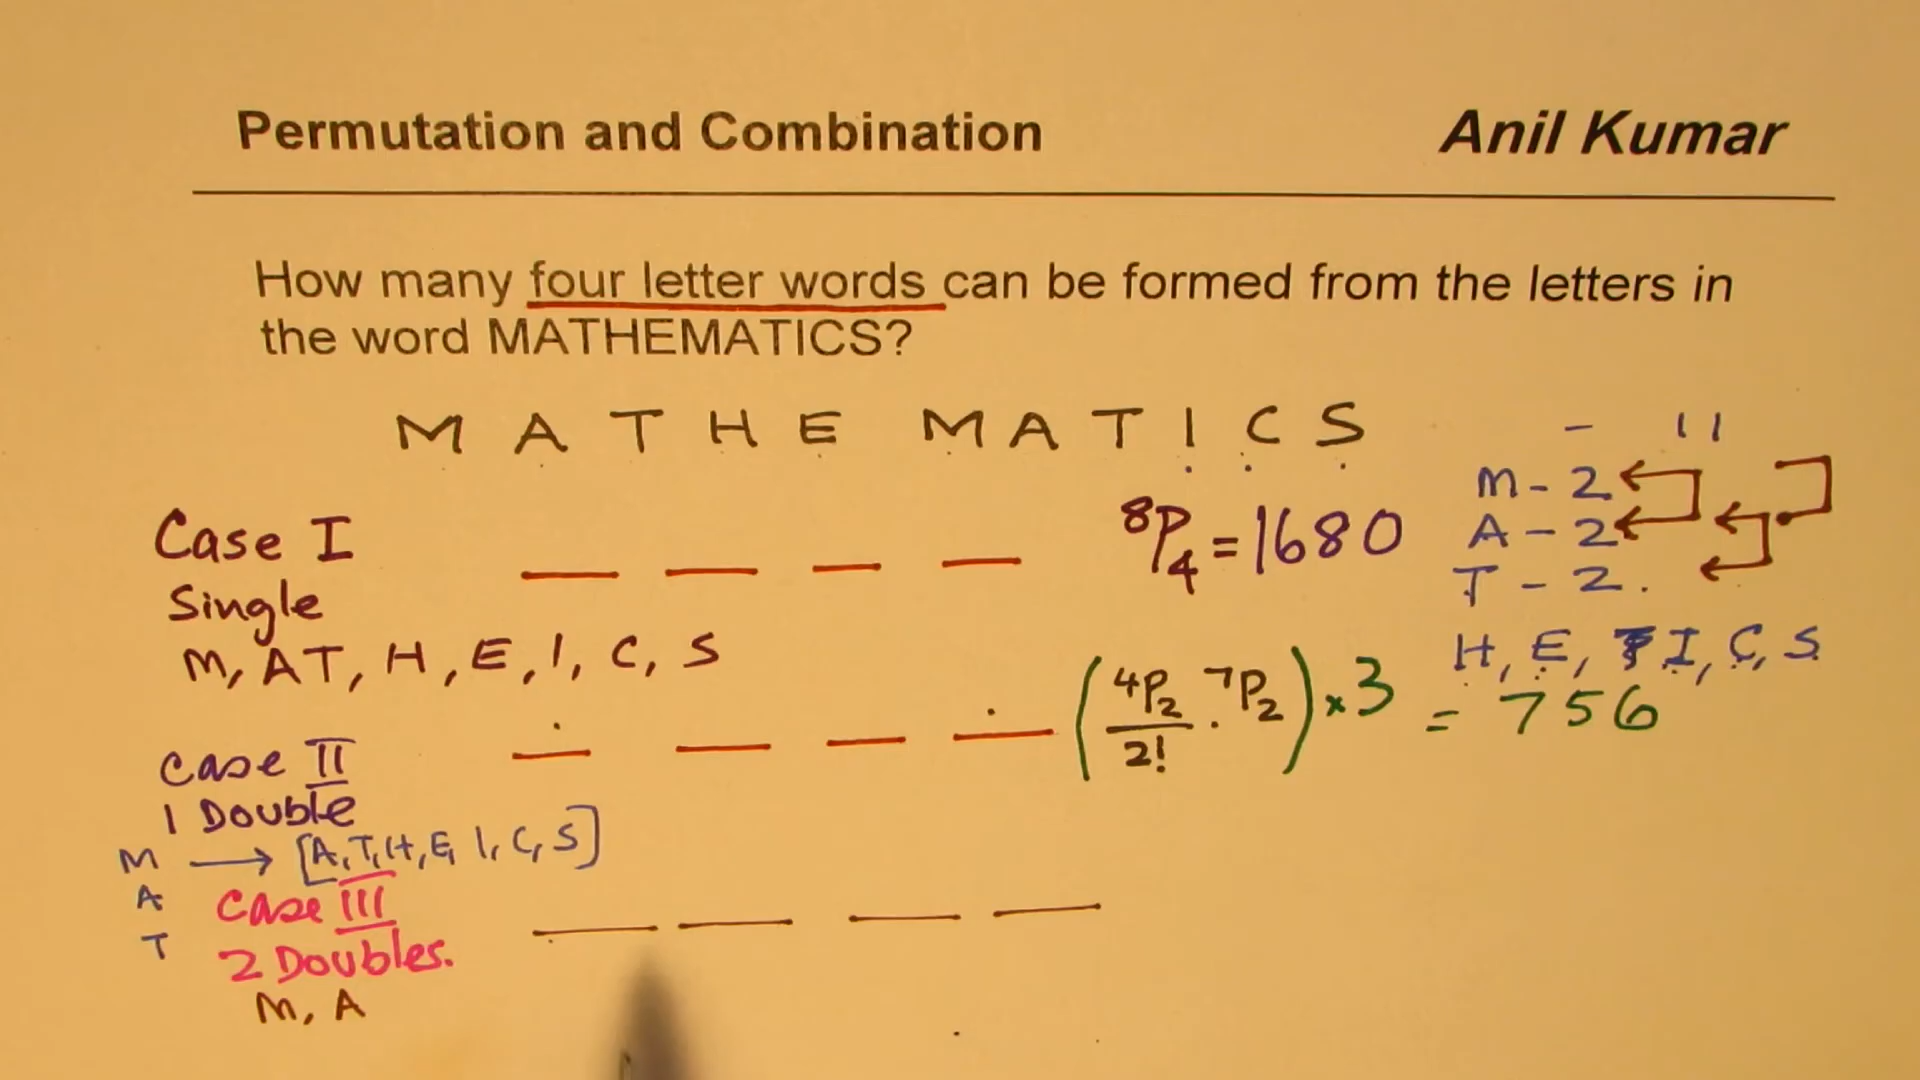 Permutation and Combination Anil Kumar
How many four letter words can be formed from the letters in
the word MATHEMATICS?
M A T H E M A T I C S - 11
M - 2
A - 2
T - 2.
H, E, I, C, S
Case I
Single
⁸P₄ = 1680
M, A T, H, E, I, C, S
Case II
1 Double
(⁴P₂/2! · ⁷P₂) × 3 = 756
M → [A, T, H, E, I, C, S]
A
T
Case III
2 Doubles.
M, A